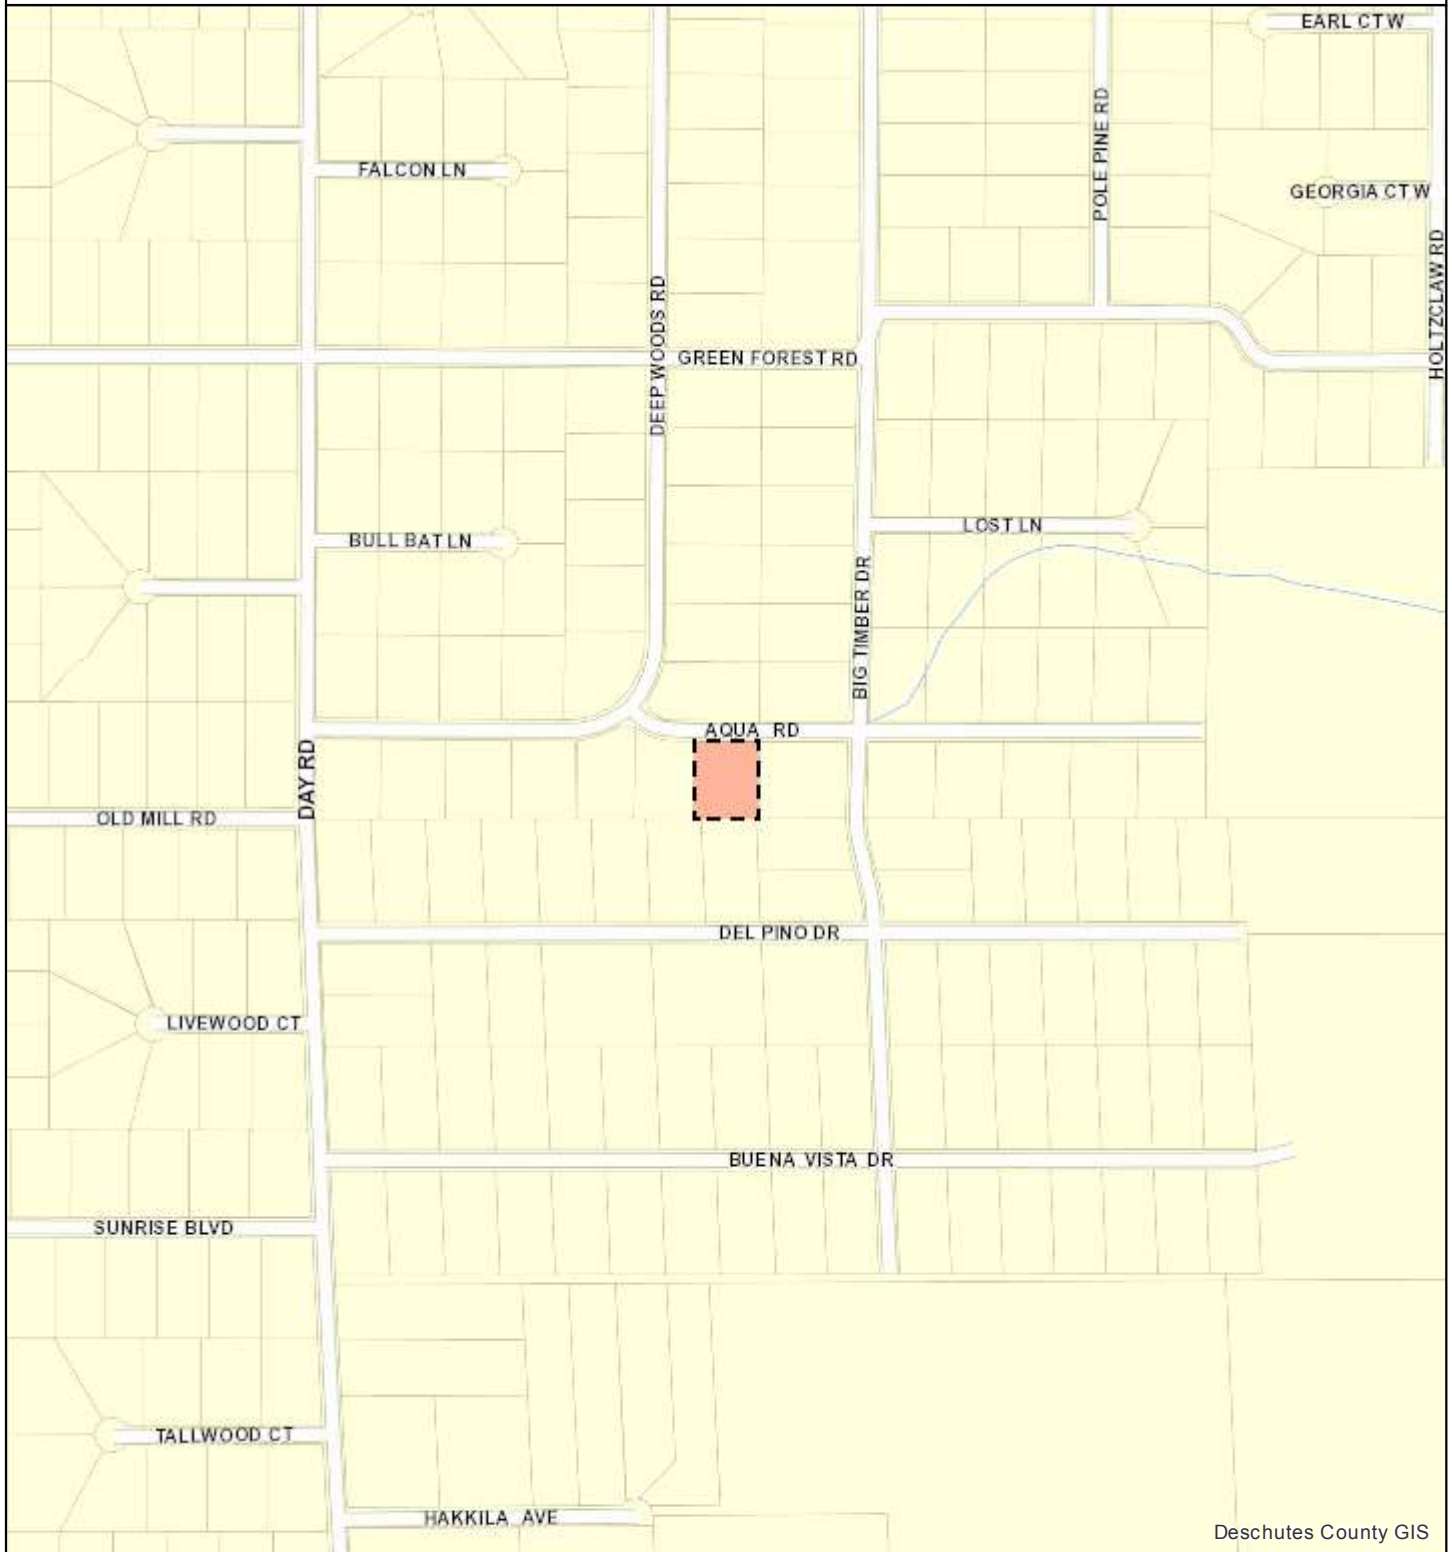 EARL CT W
POLE PINE RD
FALCON LN
GEORGIA CT W
HOLTZCLAW RD
DEEP WOODS RD
GREEN FOREST RD
LOST LN
BULL BAT LN
BIG TIMBER DR
AQUA RD
DAY RD
OLD MILL RD
DEL PINO DR
LIVEWOOD CT
BUENA VISTA DR
SUNRISE BLVD
TALLWOOD CT
HAKKILA AVE
Deschutes County GIS